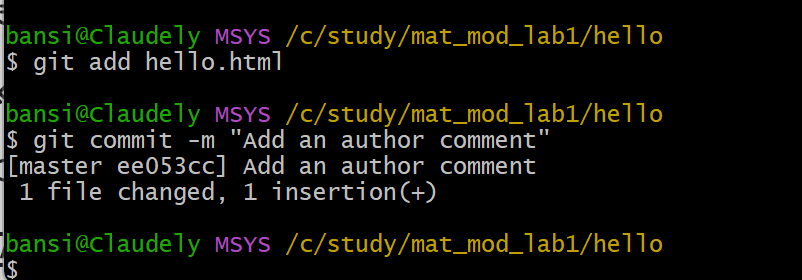 bansi@Claudely MSYS /c/study/mat_mod_lab1/hello
$ git add hello.html
bansi@Claudely MSYS /c/study/mat_mod_lab1/hello
$ git commit -m "Add an author comment"
[master ee053cc] Add an author comment
 1 file changed, 1 insertion(+)
bansi@Claudely MSYS /c/study/mat_mod_lab1/hello
$